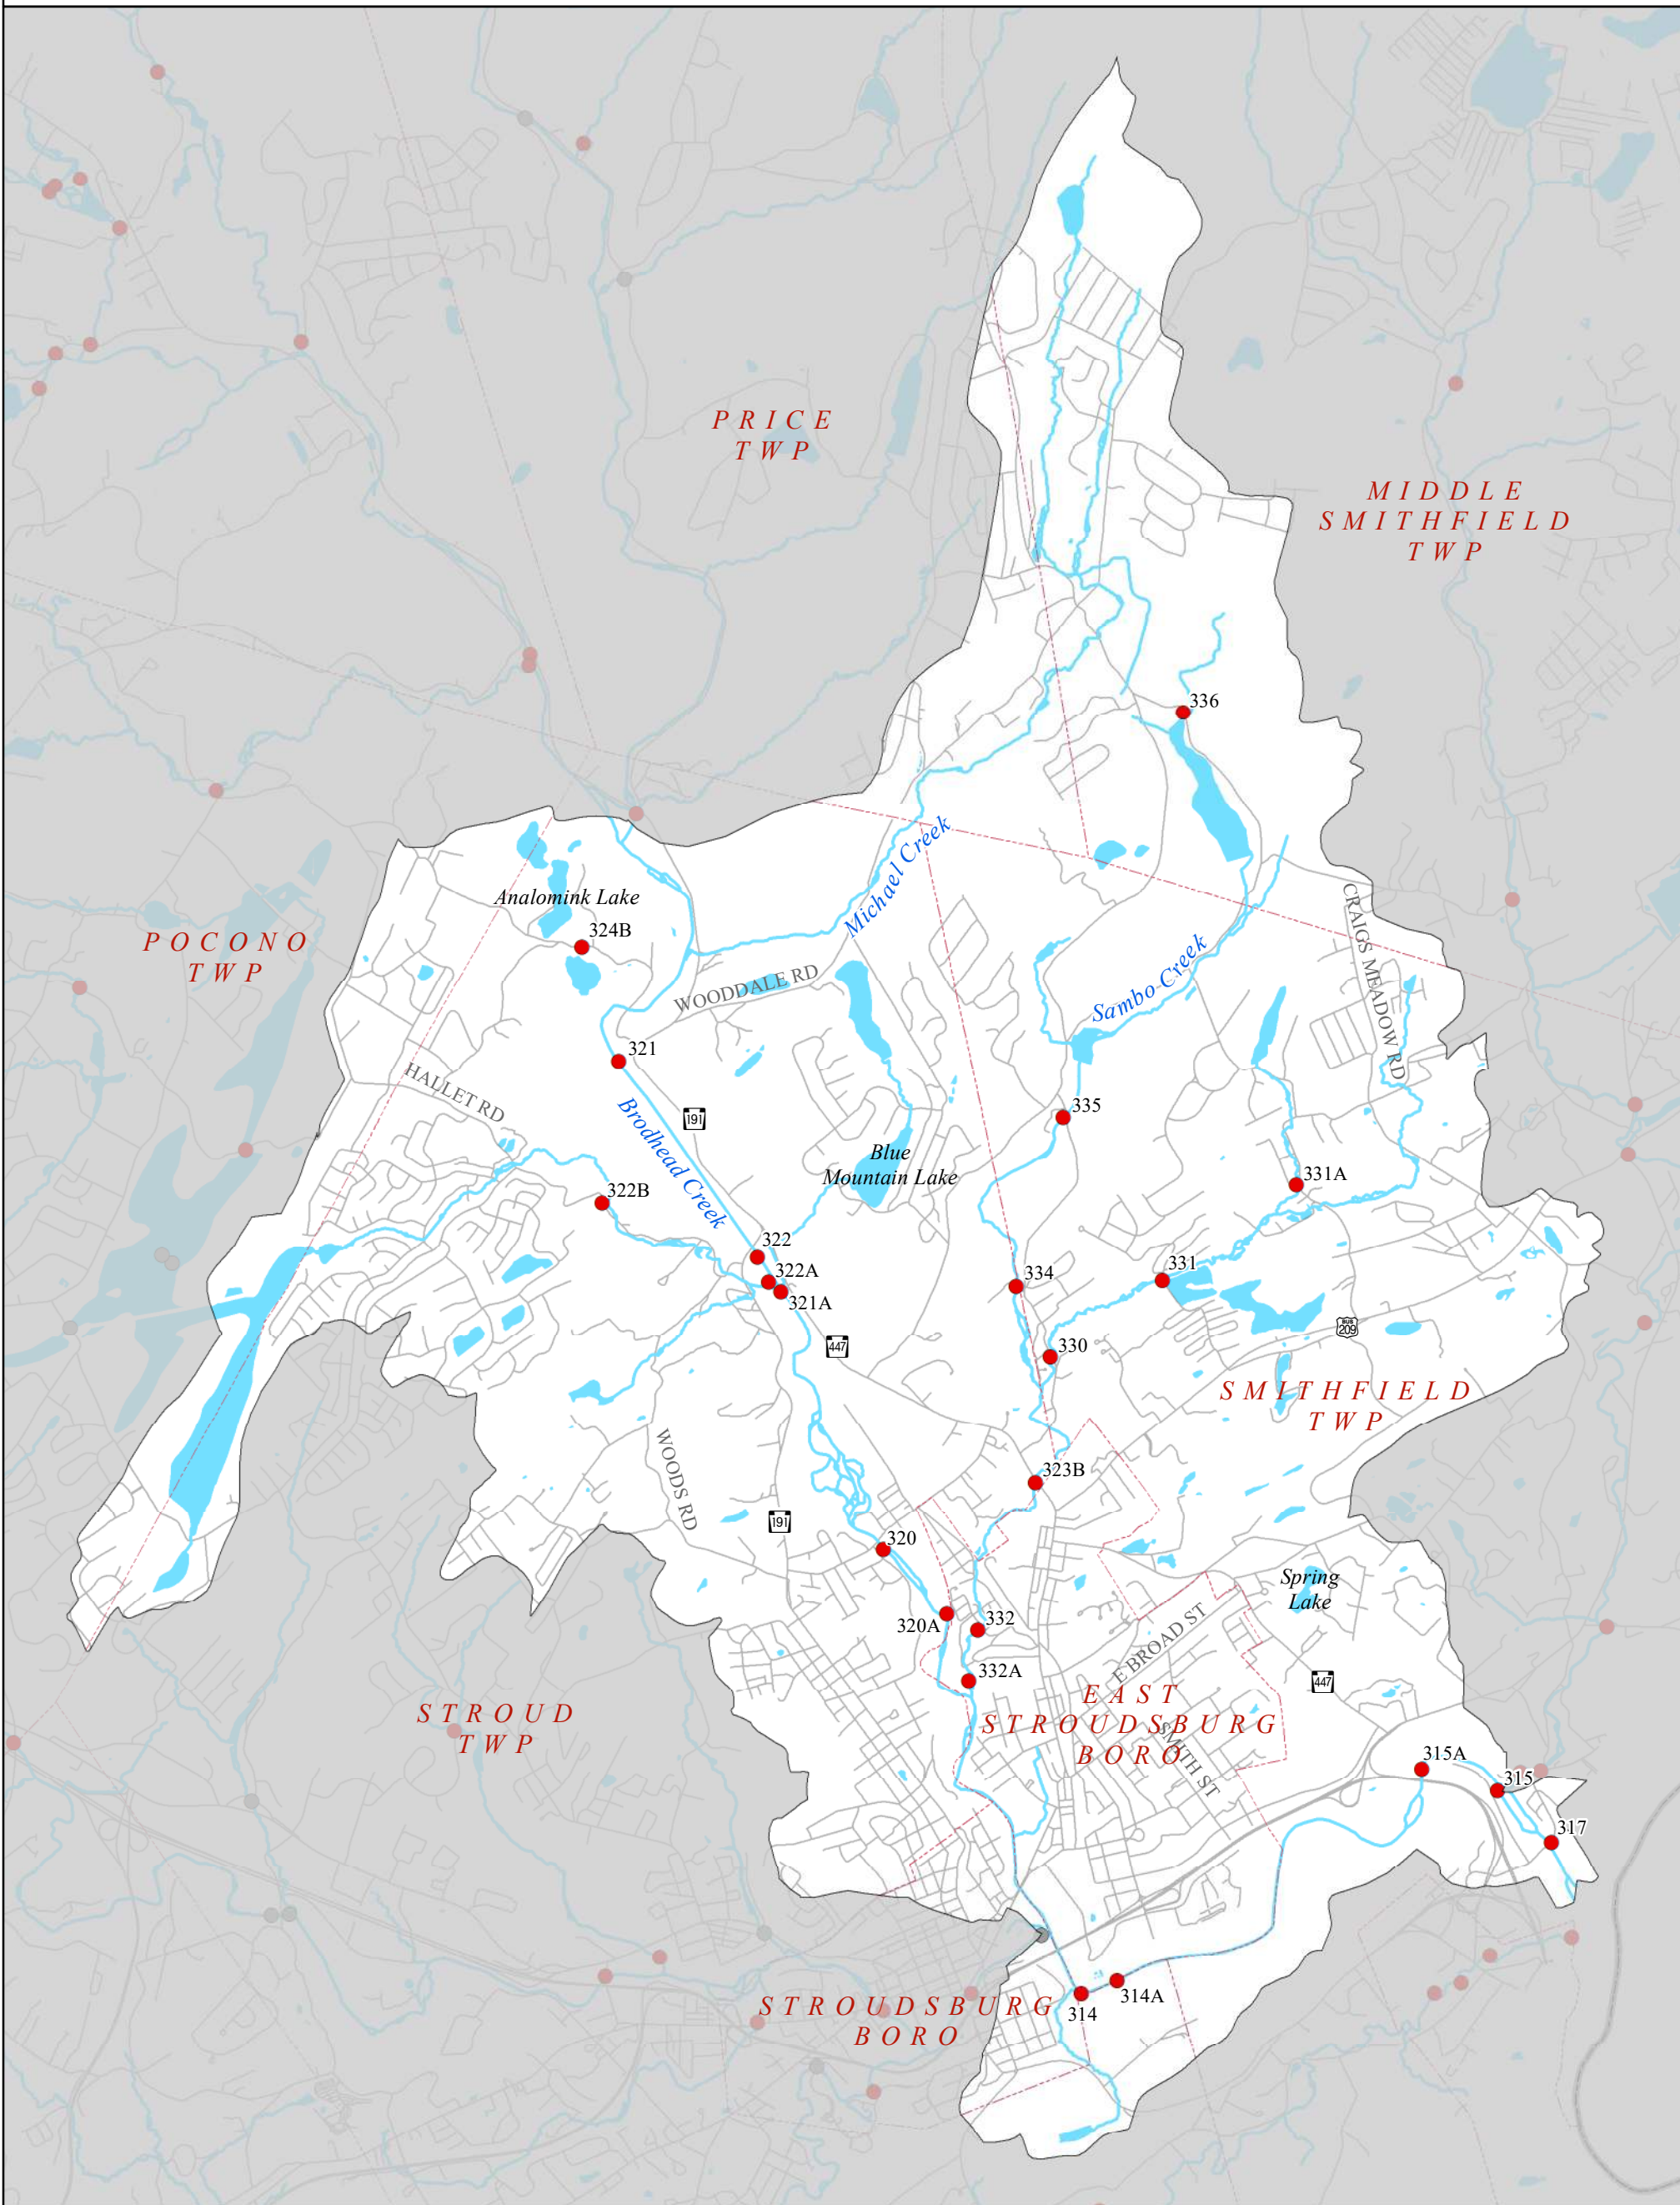 PRICE
TWP
MIDDLE
SMITHFIELD
TWP
336
Michael Creek
Analomink Lake
CRAIGS MEADOW RD
324B
POCONO
TWP
Sambo Creek
WOODDALE RD
321
HALLET RD
191
335
Brodhead Creek
Blue
Mountain Lake
331A
322B
322
322A
321A
331
334
447
BUS
209
330
SMITHFIELD
TWP
WOODS RD
323B
191
320
Spring
Lake
320A
332
E BROAD ST
332A
447
EAST
STROUDSBURG
BORO
STROUD
TWP
SMITH ST
315A
315
317
314A
314
STROUDSBURG
BORO